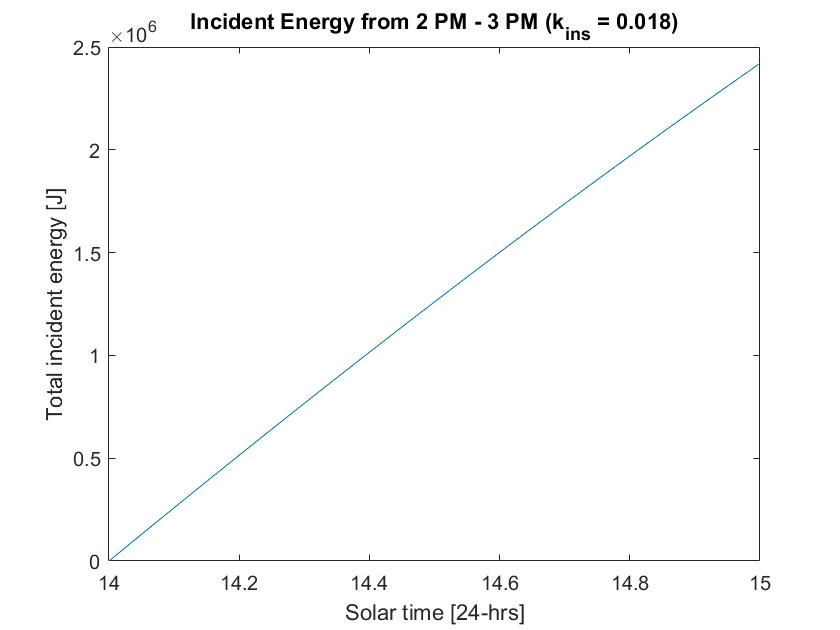 Incident Energy from 2 PM - 3 PM (k_ins = 0.018)
×10^6
2.5
2
1.5
1
0.5
0
Total incident energy [J]
14 14.2 14.4 14.6 14.8 15
Solar time [24-hrs]